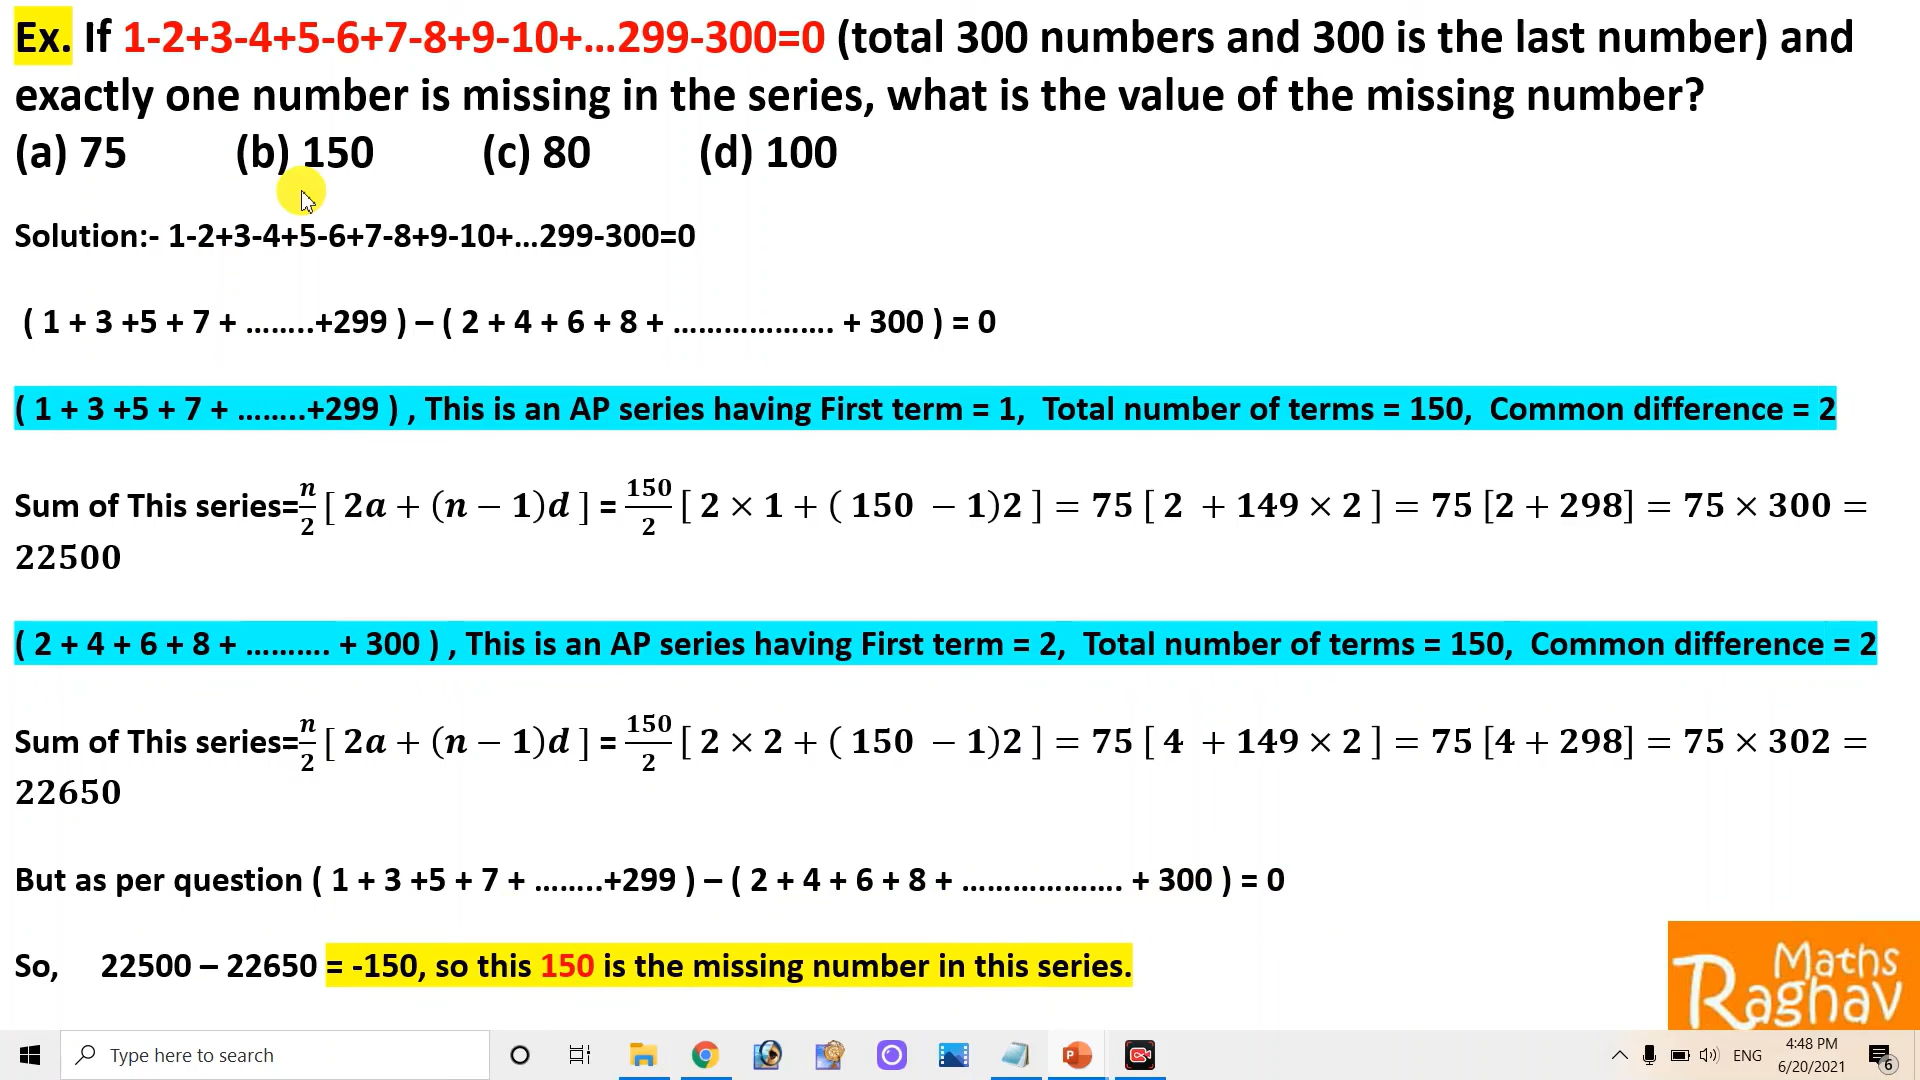 Ex. If 1-2+3-4+5-6+7-8+9-10+...299-300=0 (total 300 numbers and 300 is the last number) and
exactly one number is missing in the series, what is the value of the missing number?
(a) 75 (b) 150 (c) 80 (d) 100
Solution:- 1-2+3-4+5-6+7-8+9-10+...299-300=0
( 1 + 3 +5 + 7 + ........+299 ) – ( 2 + 4 + 6 + 8 + ................... + 300 ) = 0
( 1 + 3 +5 + 7 + ........+299 ) , This is an AP series having First term = 1, Total number of terms = 150, Common difference = 2
Sum of This series=n/2 [ 2a + (n − 1)d ] = 150/2 [ 2 × 1 + ( 150 − 1)2 ] = 75 [ 2 + 149 × 2 ] = 75 [2 + 298] = 75 × 300 =
22500
( 2 + 4 + 6 + 8 + .......... + 300 ) , This is an AP series having First term = 2, Total number of terms = 150, Common difference = 2
Sum of This series=n/2 [ 2a + (n − 1)d ] = 150/2 [ 2 × 2 + ( 150 − 1)2 ] = 75 [ 4 + 149 × 2 ] = 75 [4 + 298] = 75 × 302 =
22650
But as per question ( 1 + 3 +5 + 7 + ........+299 ) – ( 2 + 4 + 6 + 8 + ................... + 300 ) = 0
So, 22500 – 22650 = -150, so this 150 is the missing number in this series.
Maths
Raghav
Type here to search
ENG
4:48 PM
6/20/2021
6